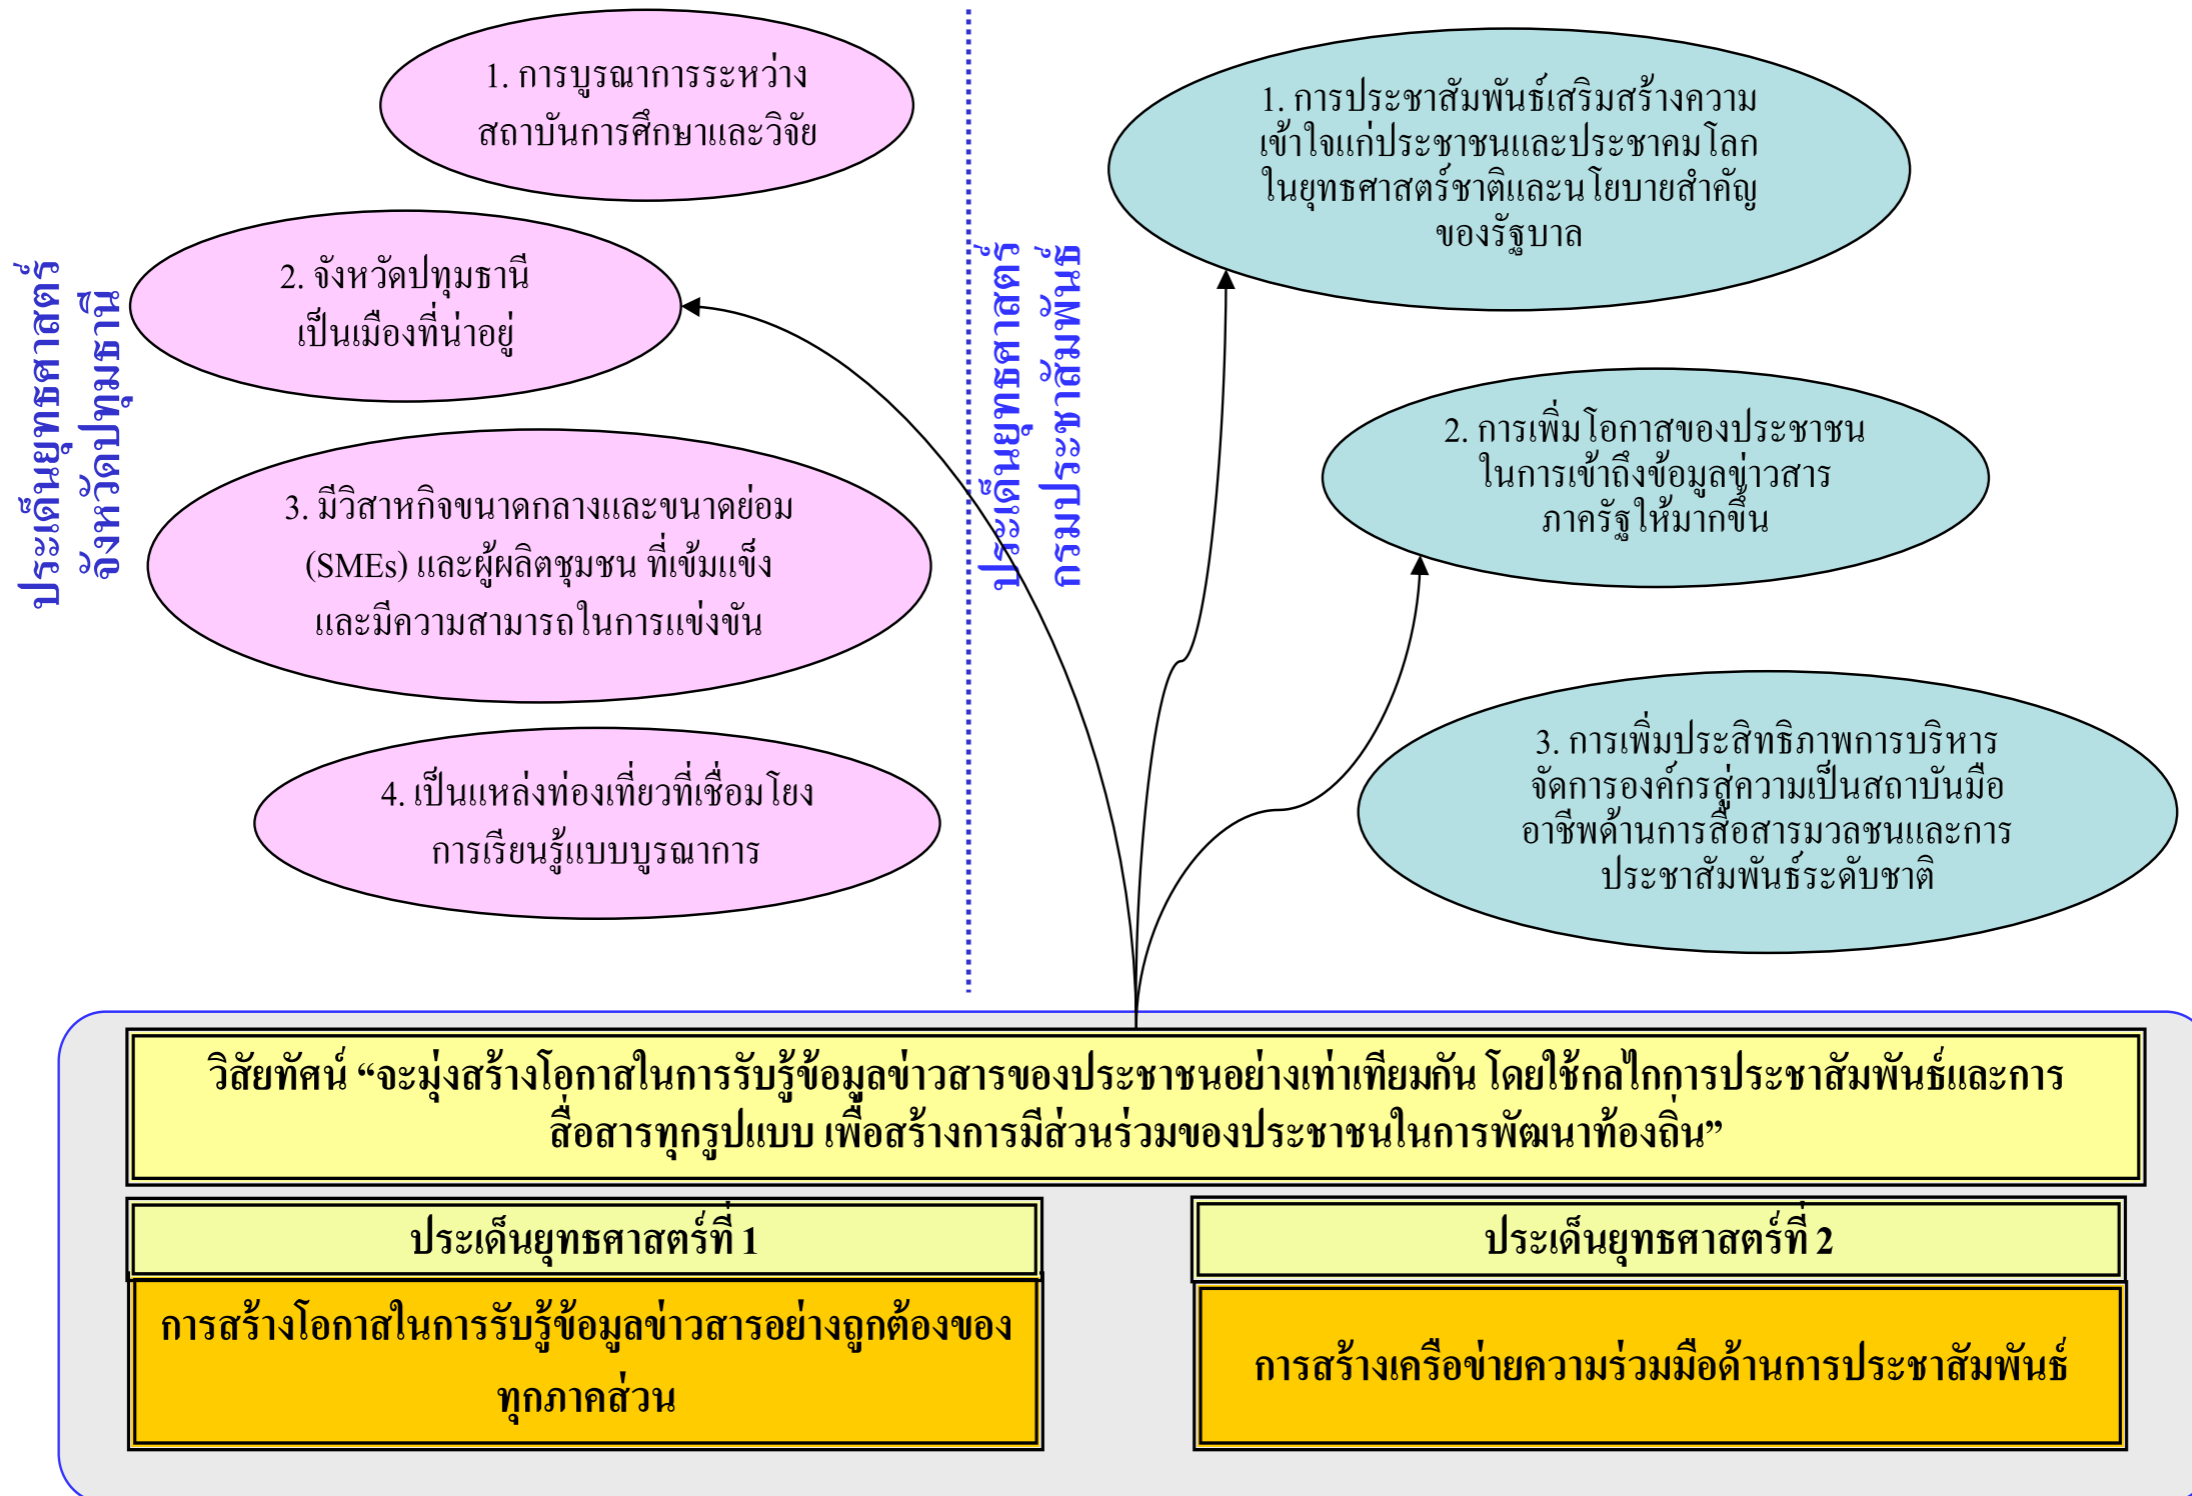 ประเด็นยุทธศาสตร์
จังหวัดปทุมธานี
1. การบูรณาการระหว่าง
สถาบันการศึกษาและวิจัย
2. จังหวัดปทุมธานี
เป็นเมืองที่น่าอยู่
3. มีวิสาหกิจขนาดกลางและขนาดย่อม
(SMEs) และผู้ผลิตชุมชน ที่เข้มแข็ง
และมีความสามารถในการแข่งขัน
4. เป็นแหล่งท่องเที่ยวที่เชื่อมโยง
การเรียนรู้แบบบูรณาการ
ประเด็นยุทธศาสตร์
กรมประชาสัมพันธ์
1. การประชาสัมพันธ์เสริมสร้างความ
เข้าใจแก่ประชาชนและประชาคมโลก
ในยุทธศาสตร์ชาติและนโยบายสำคัญ
ของรัฐบาล
2. การเพิ่มโอกาสของประชาชน
ในการเข้าถึงข้อมูลข่าวสาร
ภาครัฐให้มากขึ้น
3. การเพิ่มประสิทธิภาพการบริหาร
จัดการองค์กรสู่ความเป็นสถาบันมือ
อาชีพด้านการสื่อสารมวลชนและการ
ประชาสัมพันธ์ระดับชาติ
วิสัยทัศน์ “จะมุ่งสร้างโอกาสในการรับรู้ข้อมูลข่าวสารของประชาชนอย่างเท่าเทียมกัน โดยใช้กลไกการประชาสัมพันธ์และการ
สื่อสารทุกรูปแบบ เพื่อสร้างการมีส่วนร่วมของประชาชนในการพัฒนาท้องถิ่น”
ประเด็นยุทธศาสตร์ที่ 1
การสร้างโอกาสในการรับรู้ข้อมูลข่าวสารอย่างถูกต้องของ
ทุกภาคส่วน
ประเด็นยุทธศาสตร์ที่ 2
การสร้างเครือข่ายความร่วมมือด้านการประชาสัมพันธ์